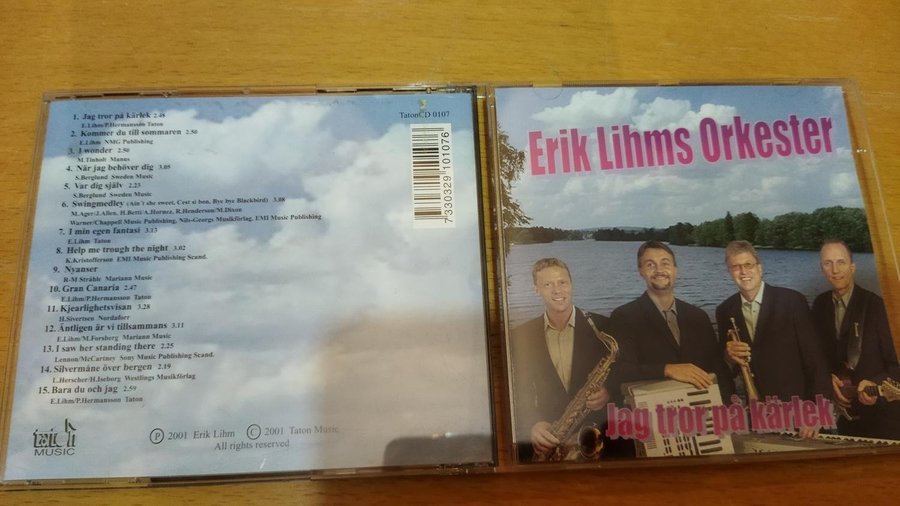 TatonCD 0107
7330329101076
1. Jag tror på kärlek 2.48
E.Lihm/P.Hermansson Taton
2. Kommer du till sommaren 2.50
E.Lihm NMG Publishing
3. I wonder 2.50
M.Tinholt Manus
4. När jag behöver dig 3.05
S.Berglund Sweden Music
5. Var dig själv 2.23
S.Berglund Sweden Music
6. Swingmedley (Ain't she sweet, Cest si bon, Bye bye Blackbird) 3.08
M.Ager/J.Allen, H.Betti/A.Hornez, R.Henderson/M.Dixon
Warner/Chappell Music Publishing, Nils-Georgs Musikförlag, EMI Music Publishing
7. I min egen fantasi 3.13
E.Lihm Taton
8. Help me trough the night 3.02
K.Kristofferson EMI Music Publishing Scand.
9. Nyanser
R-M Stråhle Mariann Music
10. Gran Canaria 2.47
E.Lihm/P.Hermansson Taton
11. Kjearlighetsvisan 3.28
H.Sivertsen Nordaforr
12. Äntligen är vi tillsammans 3.11
E.Lihm/M.Forsberg Mariann Music
13. I saw her standing there 2.25
Lennon/McCartney Sony Music Publishing Scand.
14. Silvermåne över bergen 2.19
L.Herscher/H.Iseborg Westlings Musikförlag
15. Bara du och jag 2.59
E.Lihm/P.Hermansson Taton
MUSIC
Ⓟ 2001 Erik Lihm © 2001 Taton Music
All rights reserved
Erik Lihms Orkester
Jag tror på kärlek